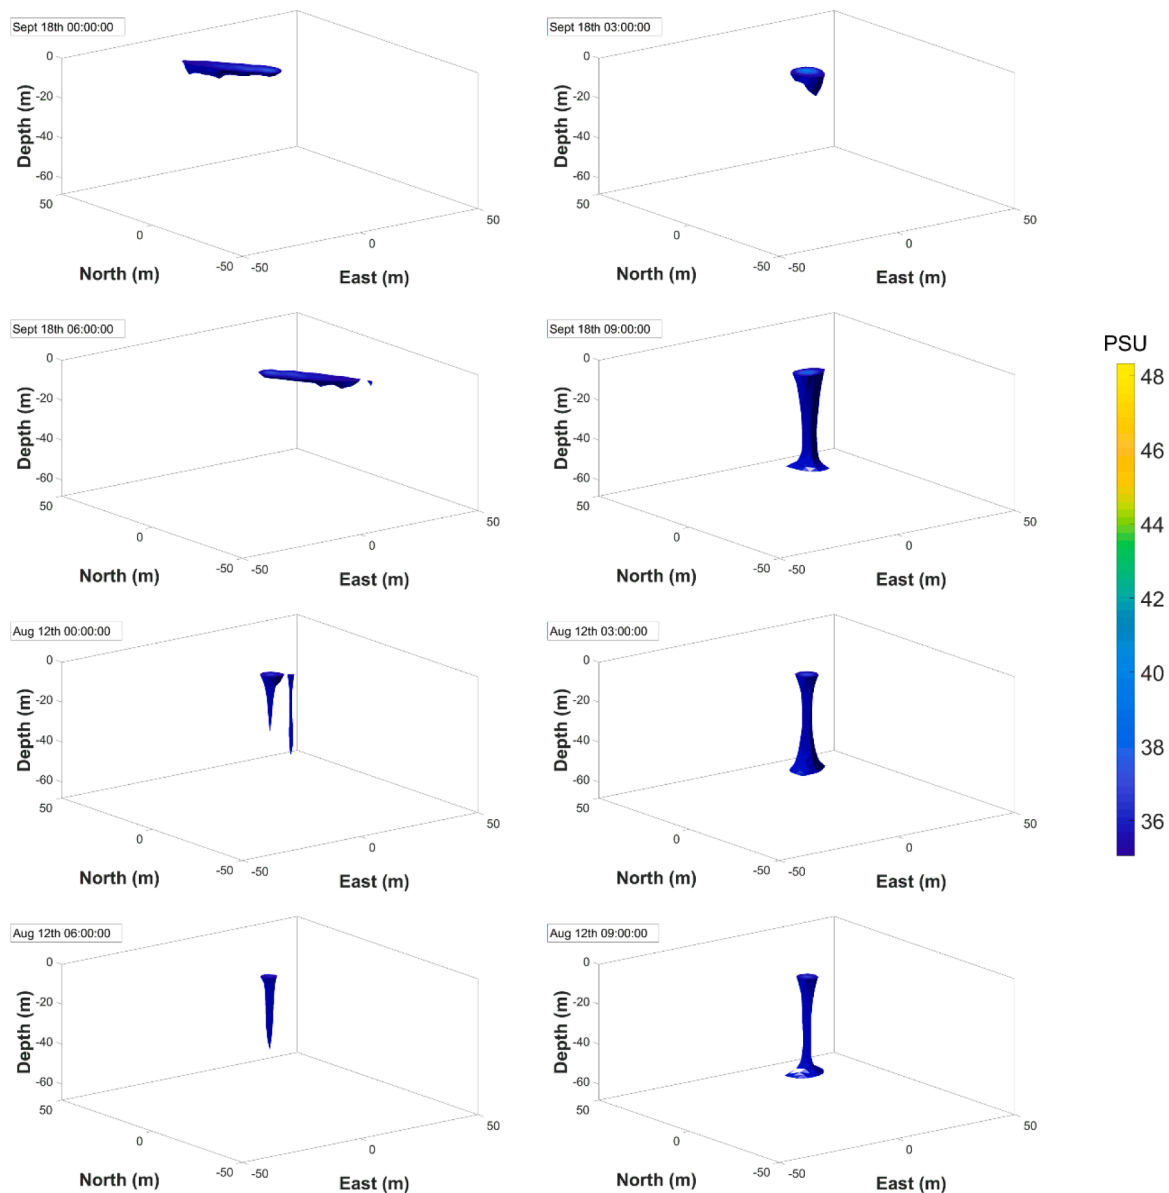 Sept 18th 00:00:00
0
-20
-40
-60
Depth (m)
50
0
-50
North (m)
-50
0
50
East (m)
Sept 18th 03:00:00
0
-20
-40
-60
Depth (m)
50
0
-50
North (m)
-50
0
50
East (m)
Sept 18th 06:00:00
0
-20
-40
-60
Depth (m)
50
0
-50
North (m)
-50
0
50
East (m)
Sept 18th 09:00:00
0
-20
-40
-60
Depth (m)
50
0
-50
North (m)
-50
0
50
East (m)
PSU
48
46
44
42
40
38
36
Aug 12th 00:00:00
0
-20
-40
-60
Depth (m)
50
0
-50
North (m)
-50
0
50
East (m)
Aug 12th 03:00:00
0
-20
-40
-60
Depth (m)
50
0
-50
North (m)
-50
0
50
East (m)
Aug 12th 06:00:00
0
-20
-40
-60
Depth (m)
50
0
-50
North (m)
-50
0
50
East (m)
Aug 12th 09:00:00
0
-20
-40
-60
Depth (m)
50
0
-50
North (m)
-50
0
50
East (m)